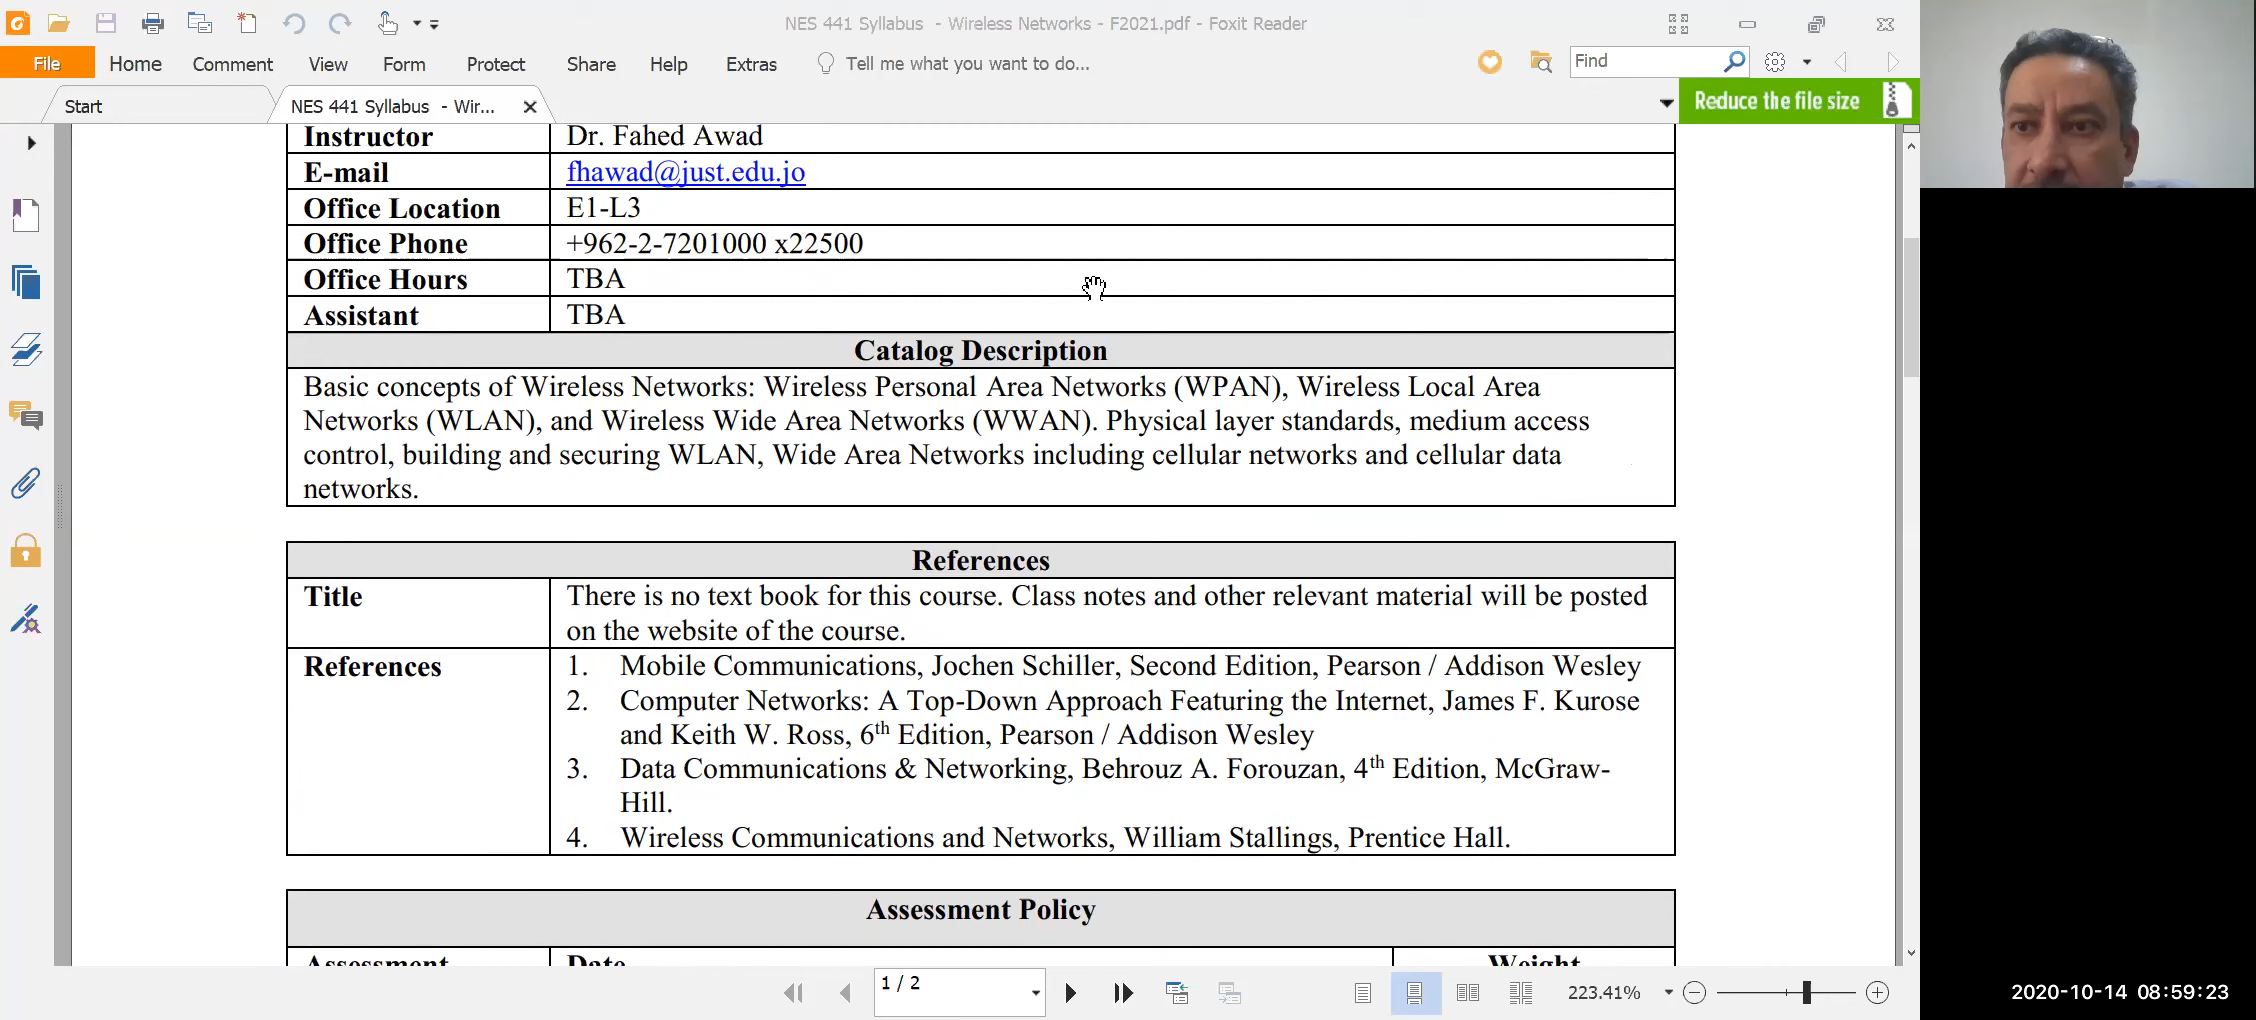 NES 441 Syllabus - Wireless Networks - F2021.pdf - Foxit Reader
File Home Comment View Form Protect Share Help Extras Tell me what you want to do... Find
Start NES 441 Syllabus - Wir... Reduce the file size
Instructor Dr. Fahed Awad
E-mail fhawad@just.edu.jo
Office Location E1-L3
Office Phone +962-2-7201000 x22500
Office Hours TBA
Assistant TBA
Catalog Description
Basic concepts of Wireless Networks: Wireless Personal Area Networks (WPAN), Wireless Local Area
Networks (WLAN), and Wireless Wide Area Networks (WWAN). Physical layer standards, medium access
control, building and securing WLAN, Wide Area Networks including cellular networks and cellular data
networks.
References
Title There is no text book for this course. Class notes and other relevant material will be posted
on the website of the course.
References 1. Mobile Communications, Jochen Schiller, Second Edition, Pearson / Addison Wesley
2. Computer Networks: A Top-Down Approach Featuring the Internet, James F. Kurose
and Keith W. Ross, 6th Edition, Pearson / Addison Wesley
3. Data Communications & Networking, Behrouz A. Forouzan, 4th Edition, McGraw-
Hill.
4. Wireless Communications and Networks, William Stallings, Prentice Hall.
Assessment Policy
Assessment Date Weight
1 / 2 223.41% 2020-10-14 08:59:23